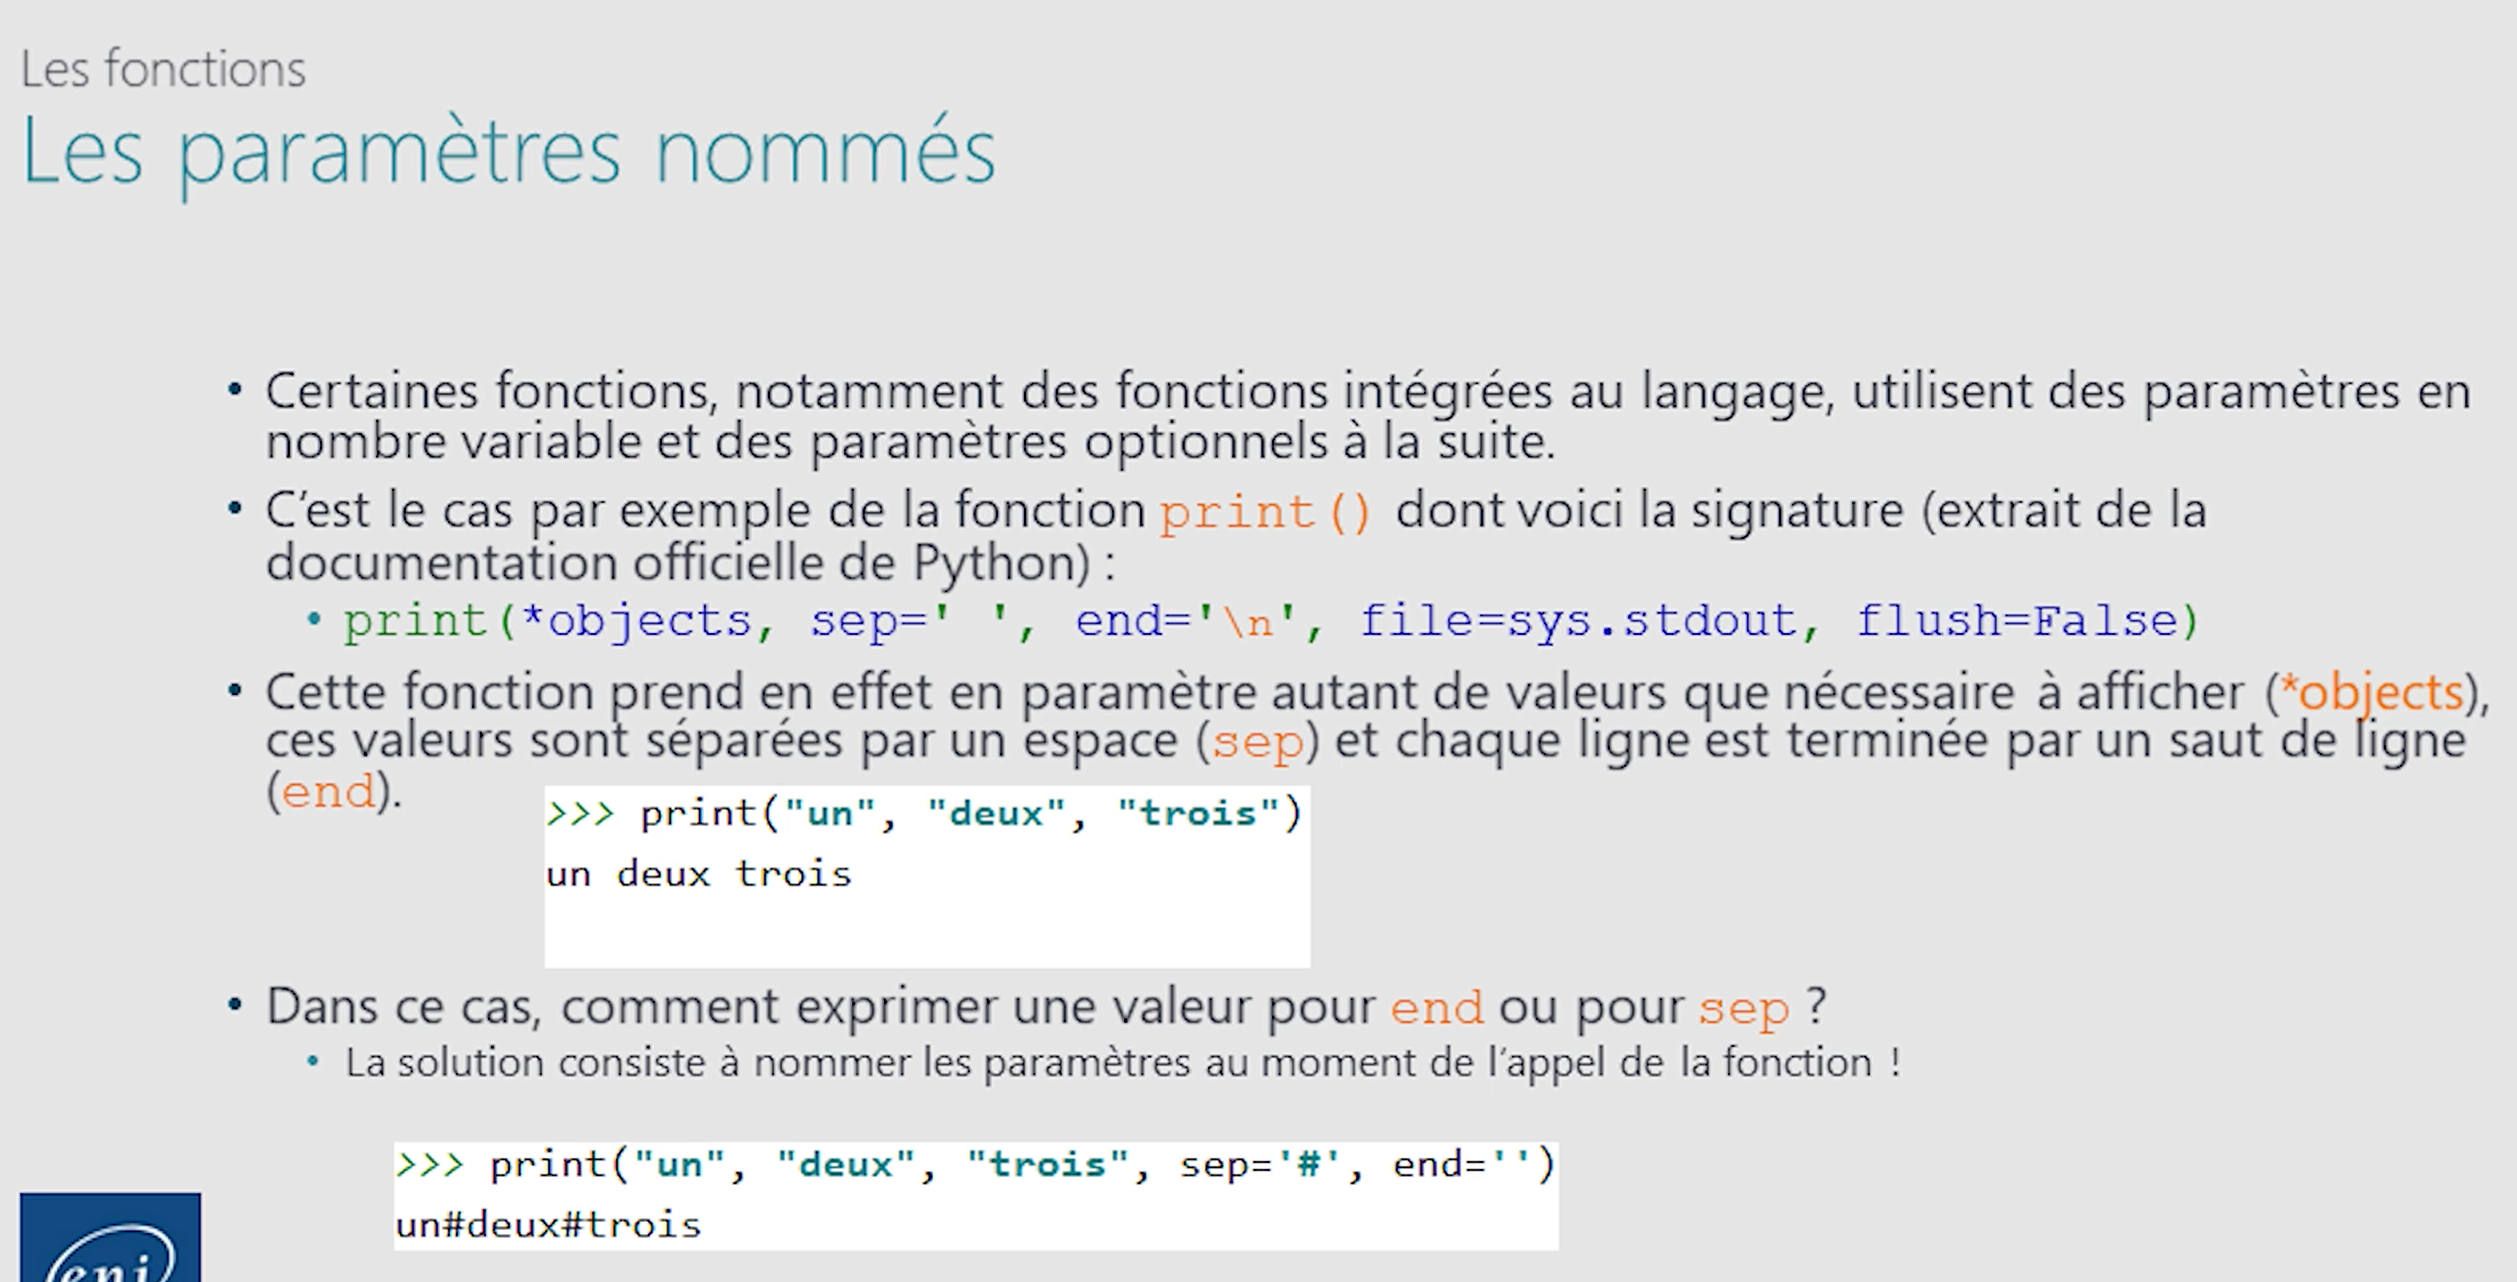 Les fonctions
Les paramètres nommés
• Certaines fonctions, notamment des fonctions intégrées au langage, utilisent des paramètres en
nombre variable et des paramètres optionnels à la suite.
• C’est le cas par exemple de la fonction print() dont voici la signature (extrait de la
documentation officielle de Python) :
• print(*objects, sep=' ', end='\n', file=sys.stdout, flush=False)
• Cette fonction prend en effet en paramètre autant de valeurs que nécessaire à afficher (*objects),
ces valeurs sont séparées par un espace (sep) et chaque ligne est terminée par un saut de ligne
(end).
>>> print("un", "deux", "trois")
un deux trois
• Dans ce cas, comment exprimer une valeur pour end ou pour sep ?
• La solution consiste à nommer les paramètres au moment de l’appel de la fonction !
>>> print("un", "deux", "trois", sep='#', end='')
un#deux#trois
eni